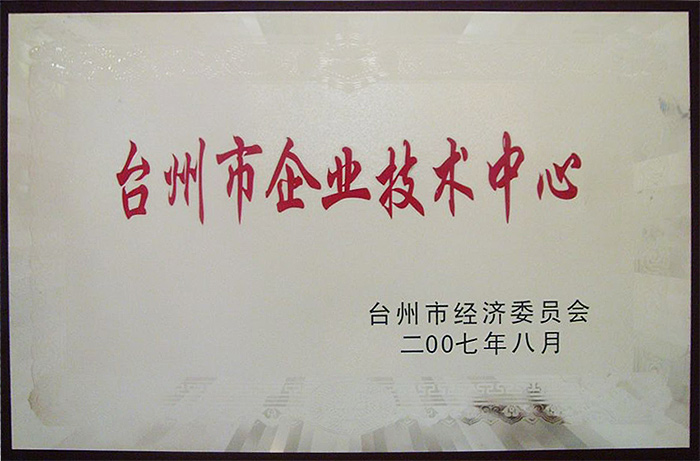 台州市企业技术中心
台州市经济委员会
二00七年八月